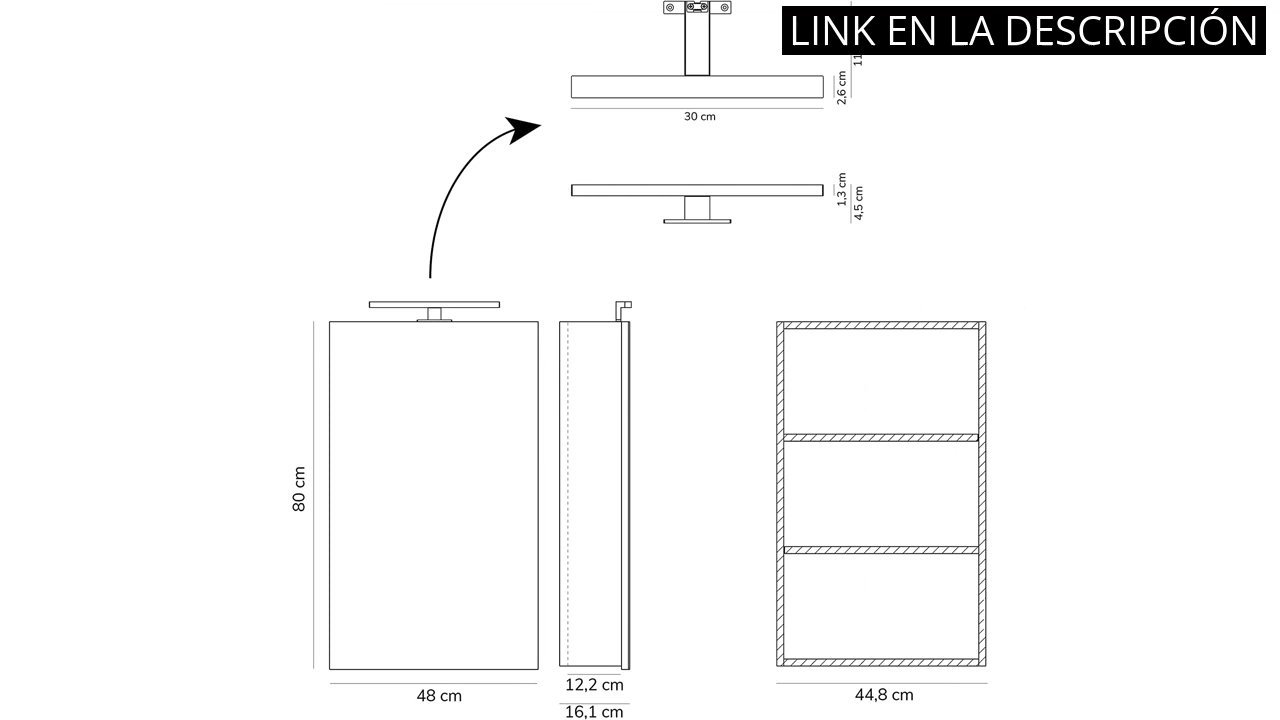 LINK EN LA DESCRIPCIÓN
2,6 cm
30 cm
1,3 cm
4,5 cm
80 cm
48 cm
12,2 cm
16,1 cm
44,8 cm